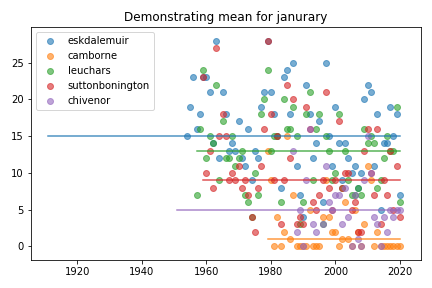 Demonstrating mean for janurary
eskdalemuir
camborne
leuchars
suttonbonington
chivenor
25
20
15
10
5
0
1920
1940
1960
1980
2000
2020